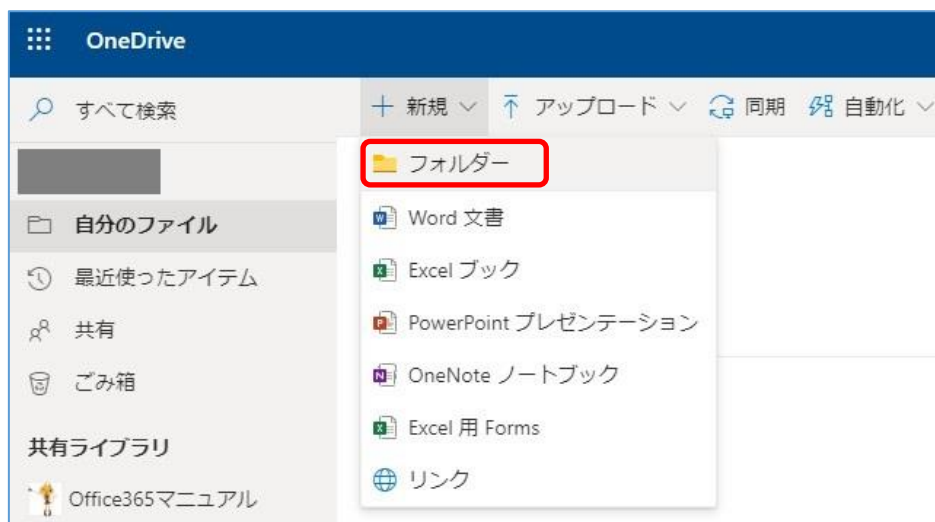 OneDrive
すべて検索
新規
アップロード
同期
自動化
フォルダー
Word 文書
Excel ブック
PowerPoint プレゼンテーション
OneNote ノートブック
Excel 用 Forms
リンク
自分のファイル
最近使ったアイテム
共有
ごみ箱
共有ライブラリ
Office365マニュアル